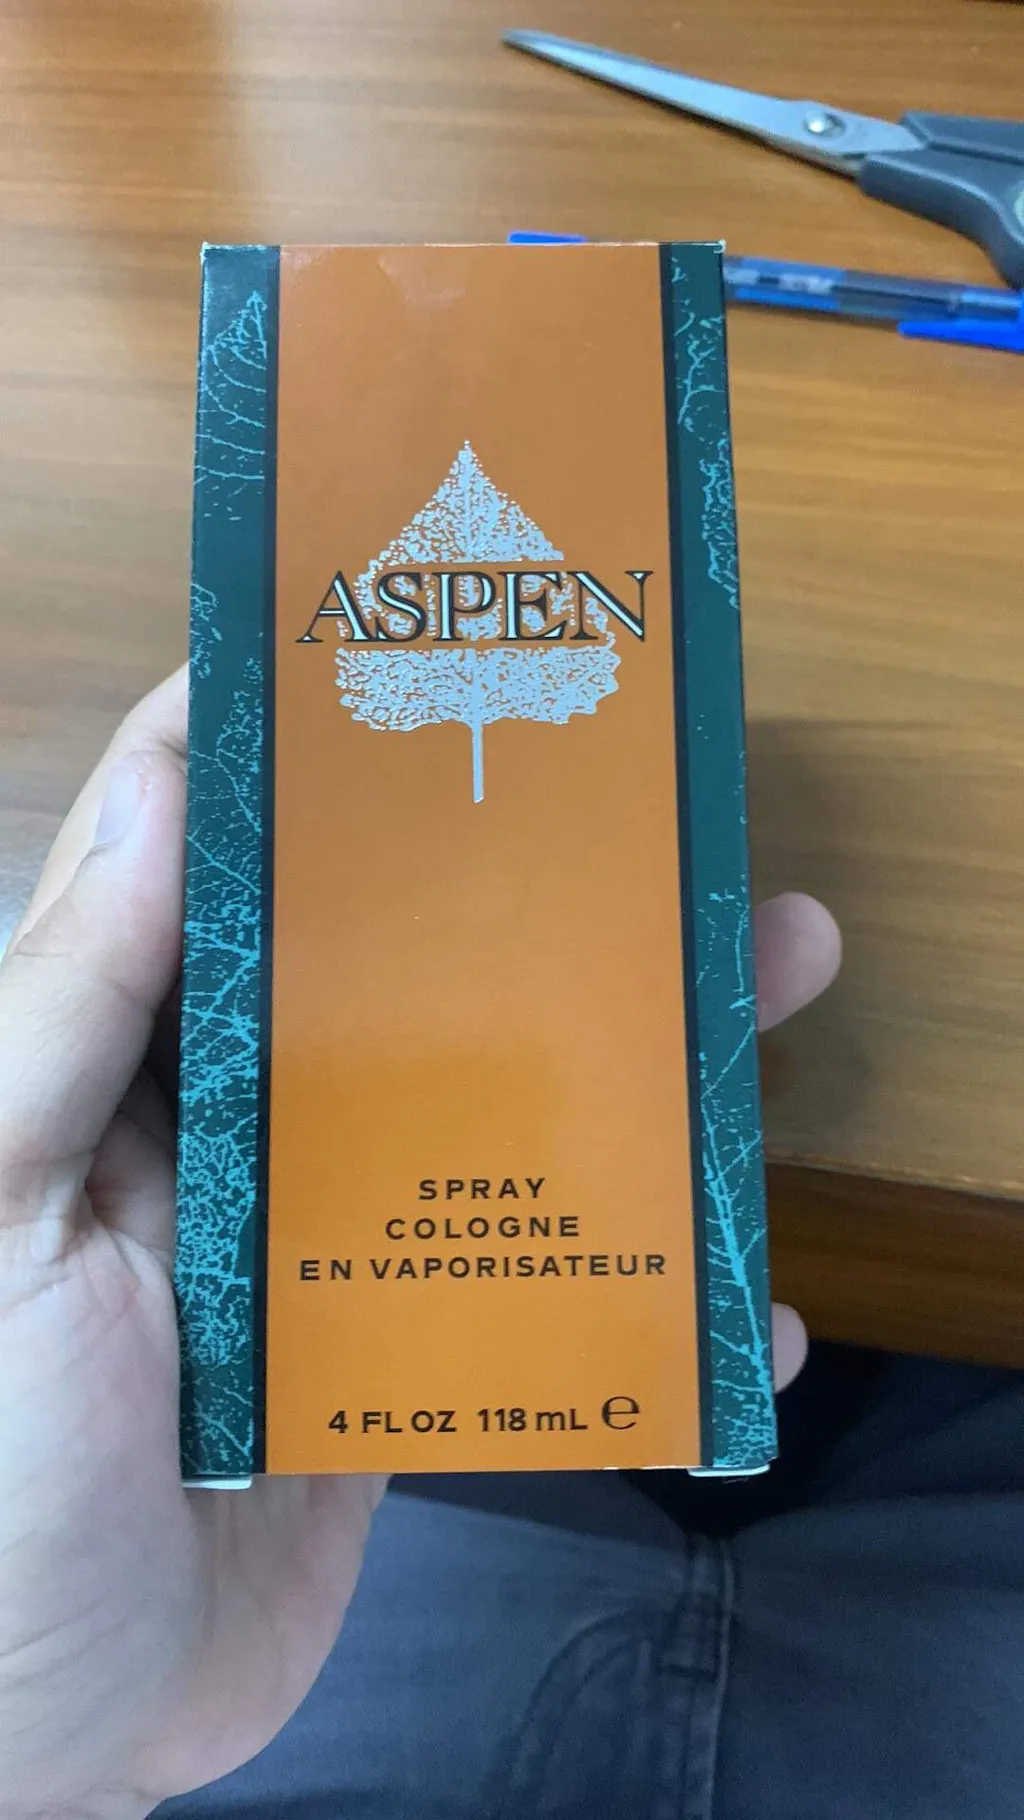 ASPEN
SPRAY
COLOGNE
EN VAPORISATEUR
4 FL OZ 118 mL ℮